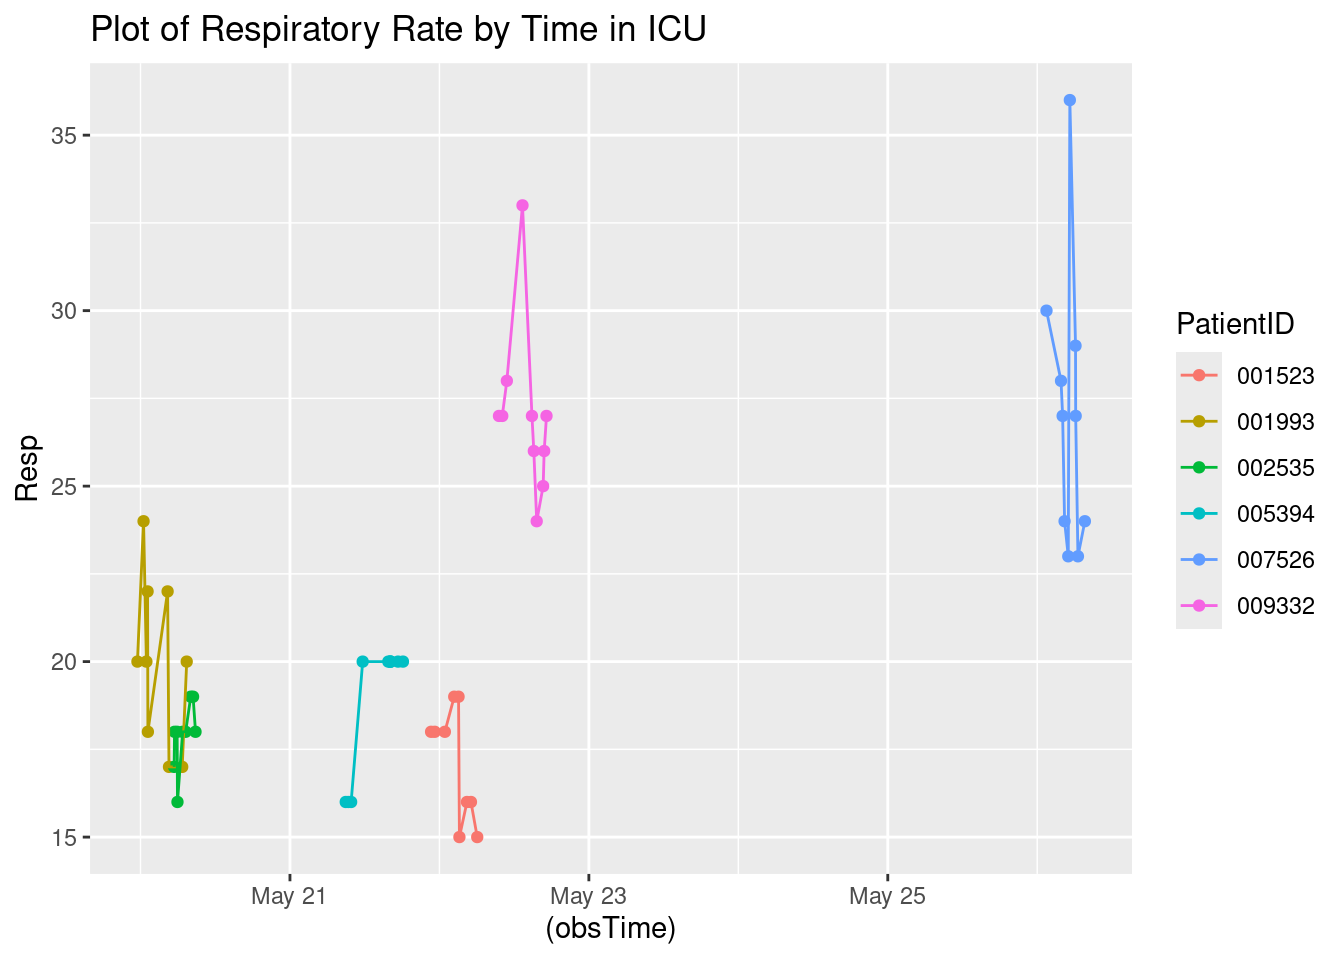 Plot of Respiratory Rate by Time in ICU
35
30
25
20
15
Resp
May 21
May 23
May 25
(obsTime)
PatientID
001523
001993
002535
005394
007526
009332